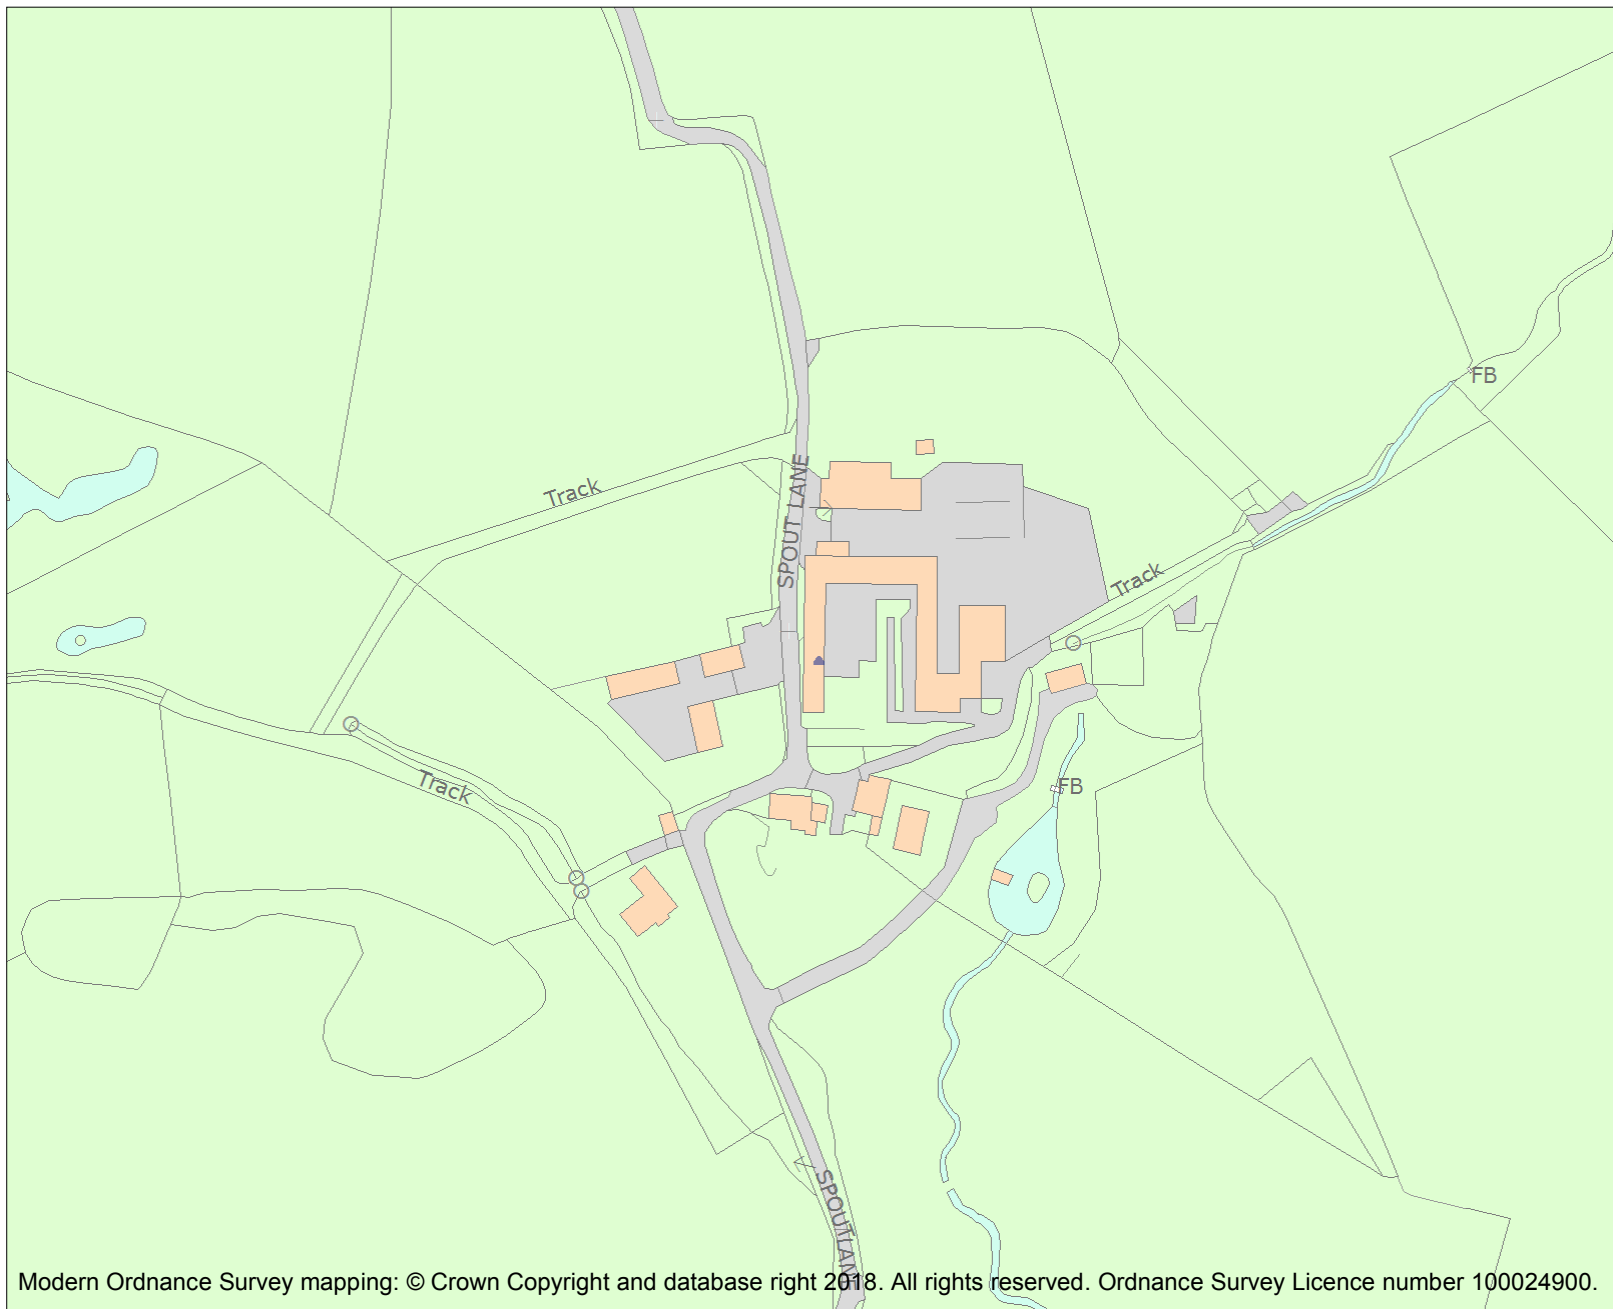 FB
SPOUT LANE
Track
Track
Track
FB
SPOUT LAN
Modern Ordnance Survey mapping: © Crown Copyright and database right 2018. All rights reserved. Ordnance Survey Licence number 100024900.